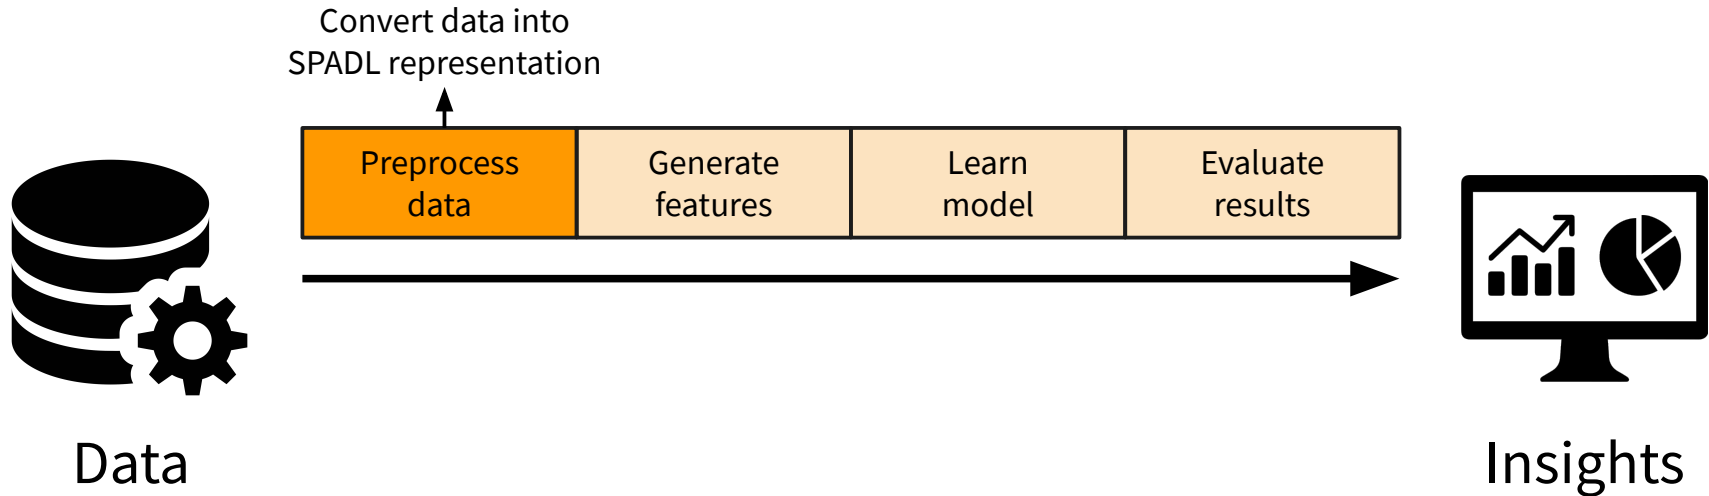 Convert data into
SPADL representation
Preprocess
data
Generate
features
Learn
model
Evaluate
results
Data
Insights